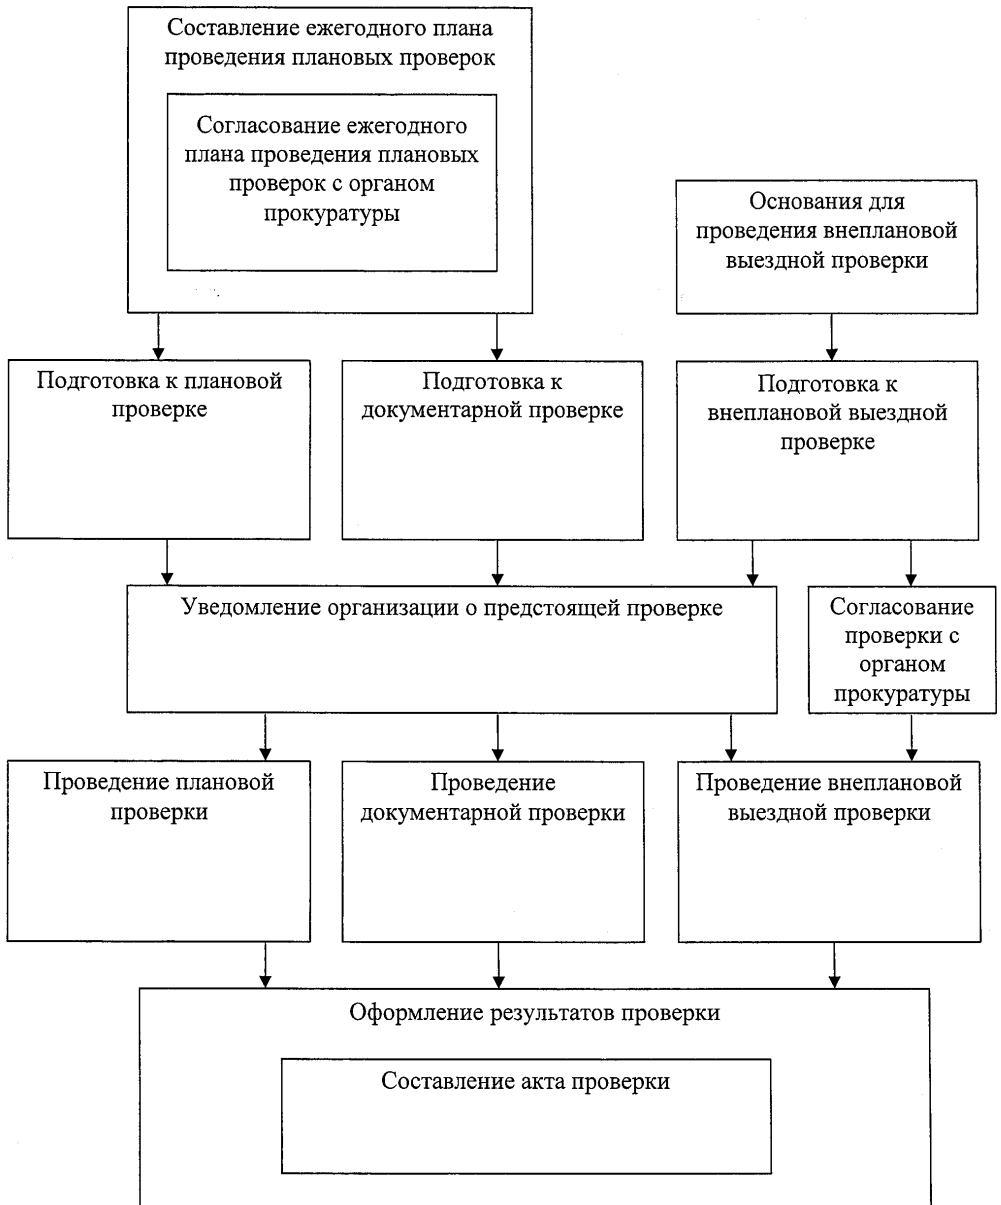 Составление ежегодного плана
проведения плановых проверок
Согласование ежегодного
плана проведения плановых
проверок с органом
прокуратуры
Основания для
проведения внеплановой
выездной проверки
Подготовка к плановой
проверке
Подготовка к
документарной проверке
Подготовка к
внеплановой выездной
проверке
Уведомление организации о предстоящей проверке
Согласование
проверки с
органом
прокуратуры
Проведение плановой
проверки
Проведение
документарной проверки
Проведение внеплановой
выездной проверки
Оформление результатов проверки
Составление акта проверки